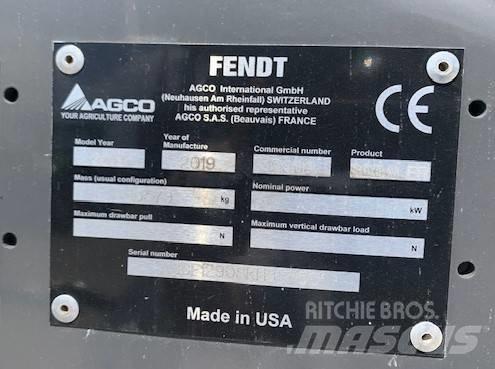 FENDT
AGCO International GmbH
(Neuhausen Am Rheinfall) SWITZERLAND
his authorised representative
AGCO S.A.S. (Beauvais) FRANCE
AGCO
YOUR AGRICULTURE COMPANY
CE
Model Year
Year of
Manufacture
Commercial number
Product
2019
Mass (usual configuration)
Nominal power
kg
kW
Maximum drawbar pull
Maximum vertical drawbar load
N
N
Serial number
Made in USA
RITCHIE BROS.
MASCUS